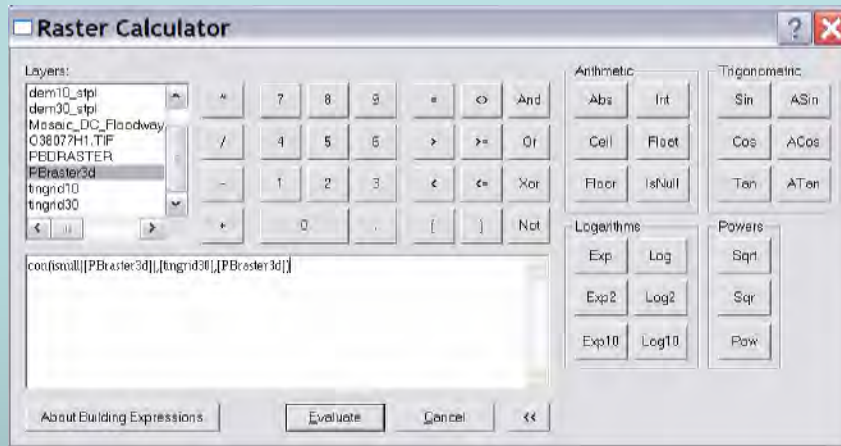 Raster Calculator
? X
Layers:
dem10_stpl
dem30_stpl
Mosaic_DC_Floodway
O38077H1.TIF
PBDRASTER
PBraster3d
tingrid10
tingrid30
* 7 8 9 = <> And
/ 4 5 6 > >= Or
- 1 2 3 < <= Xor
+ 0 . ( ) Not
con(isnull([PBraster3d]),[tingrid30],[PBraster3d])
About Building Expressions
Evaluate
Cancel
<<
Arithmetic
Abs Int
Ceil Float
Floor IsNull
Trigonometric
Sin ASin
Cos ACos
Tan ATan
Logarithms
Exp Log
Exp2 Log2
Exp10 Log10
Powers
Sqrt
Sqr
Pow